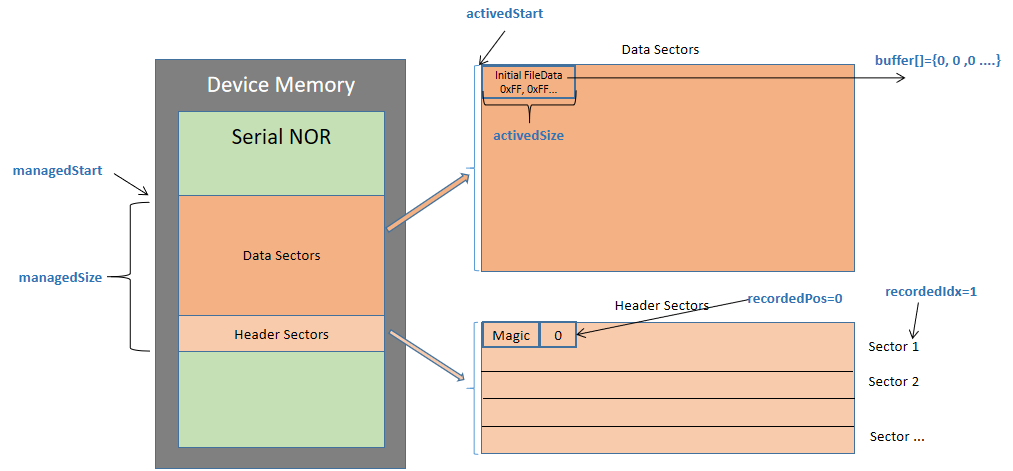 activedStart
Data Sectors
buffer[]={0, 0 ,0 ....}
Initial FileData
0xFF, 0xFF...
activedSize
Device Memory
Serial NOR
managedStart
managedSize
Data Sectors
Header Sectors
Header Sectors
recordedPos=0
recordedIdx=1
Magic
0
Sector 1
Sector 2
Sector ...